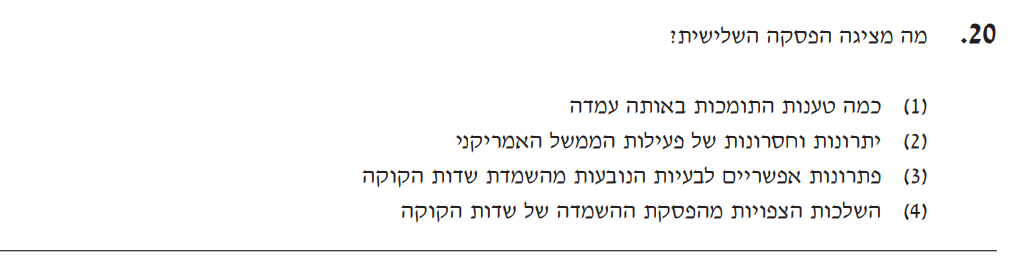 20. מה מציגה הפסקה השלישית?
(1) כמה טענות התומכות באותה עמדה
(2) יתרונות וחסרונות של פעילות הממשל האמריקני
(3) פתרונות אפשריים לבעיות הנובעות מהשמדת שדות הקוקה
(4) השלכות הצפויות מהפסקת ההשמדה של שדות הקוקה